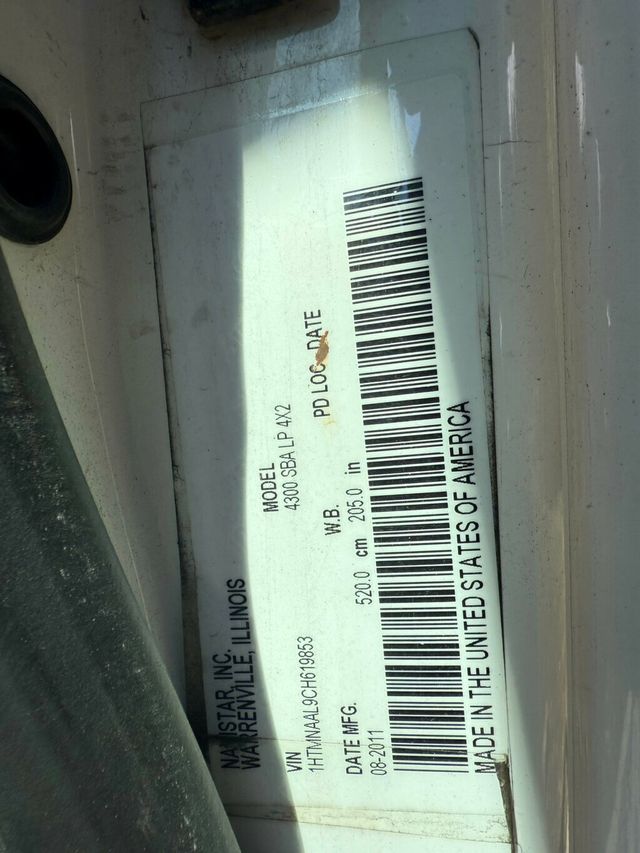 NAVISTAR, INC.
WARRENVILLE, ILLINOIS
VIN
1HTMNAAL9CH619853
MODEL
4300 SBA LP 4X2
DATE MFG.
08-2011
W.B.
520.0 cm 205.0 in
PD LOC DATE
MADE IN THE UNITED STATES OF AMERICA